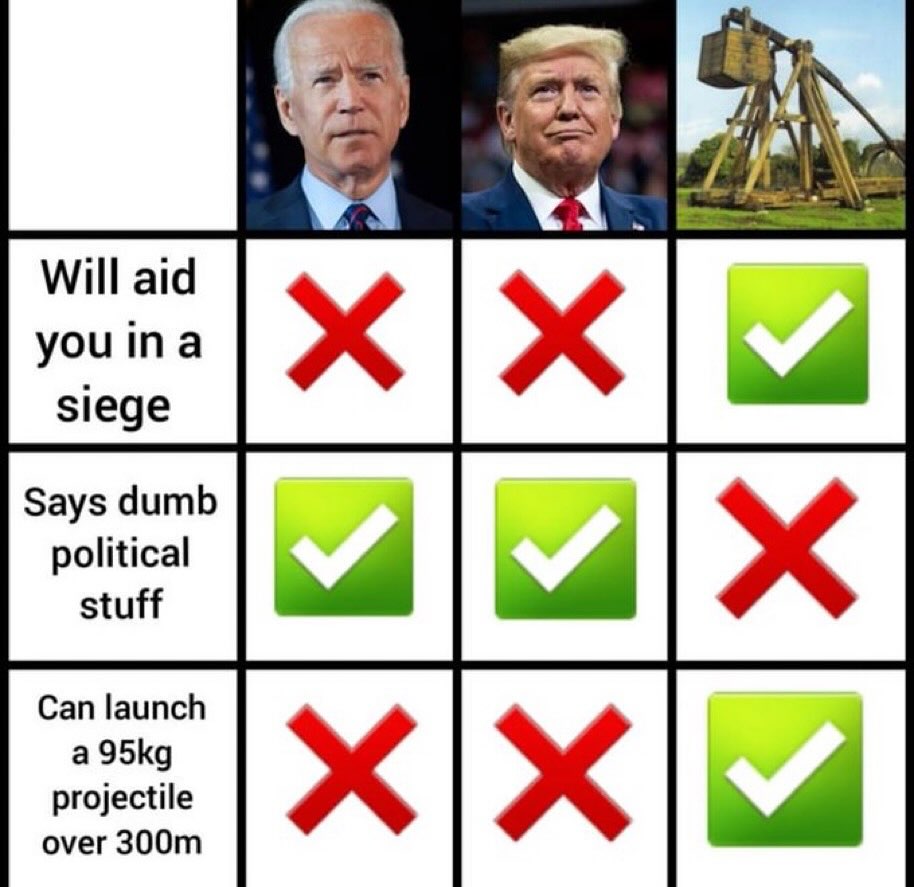 Will aid
you in a
siege
Says dumb
political
stuff
Can launch
a 95kg
projectile
over 300m